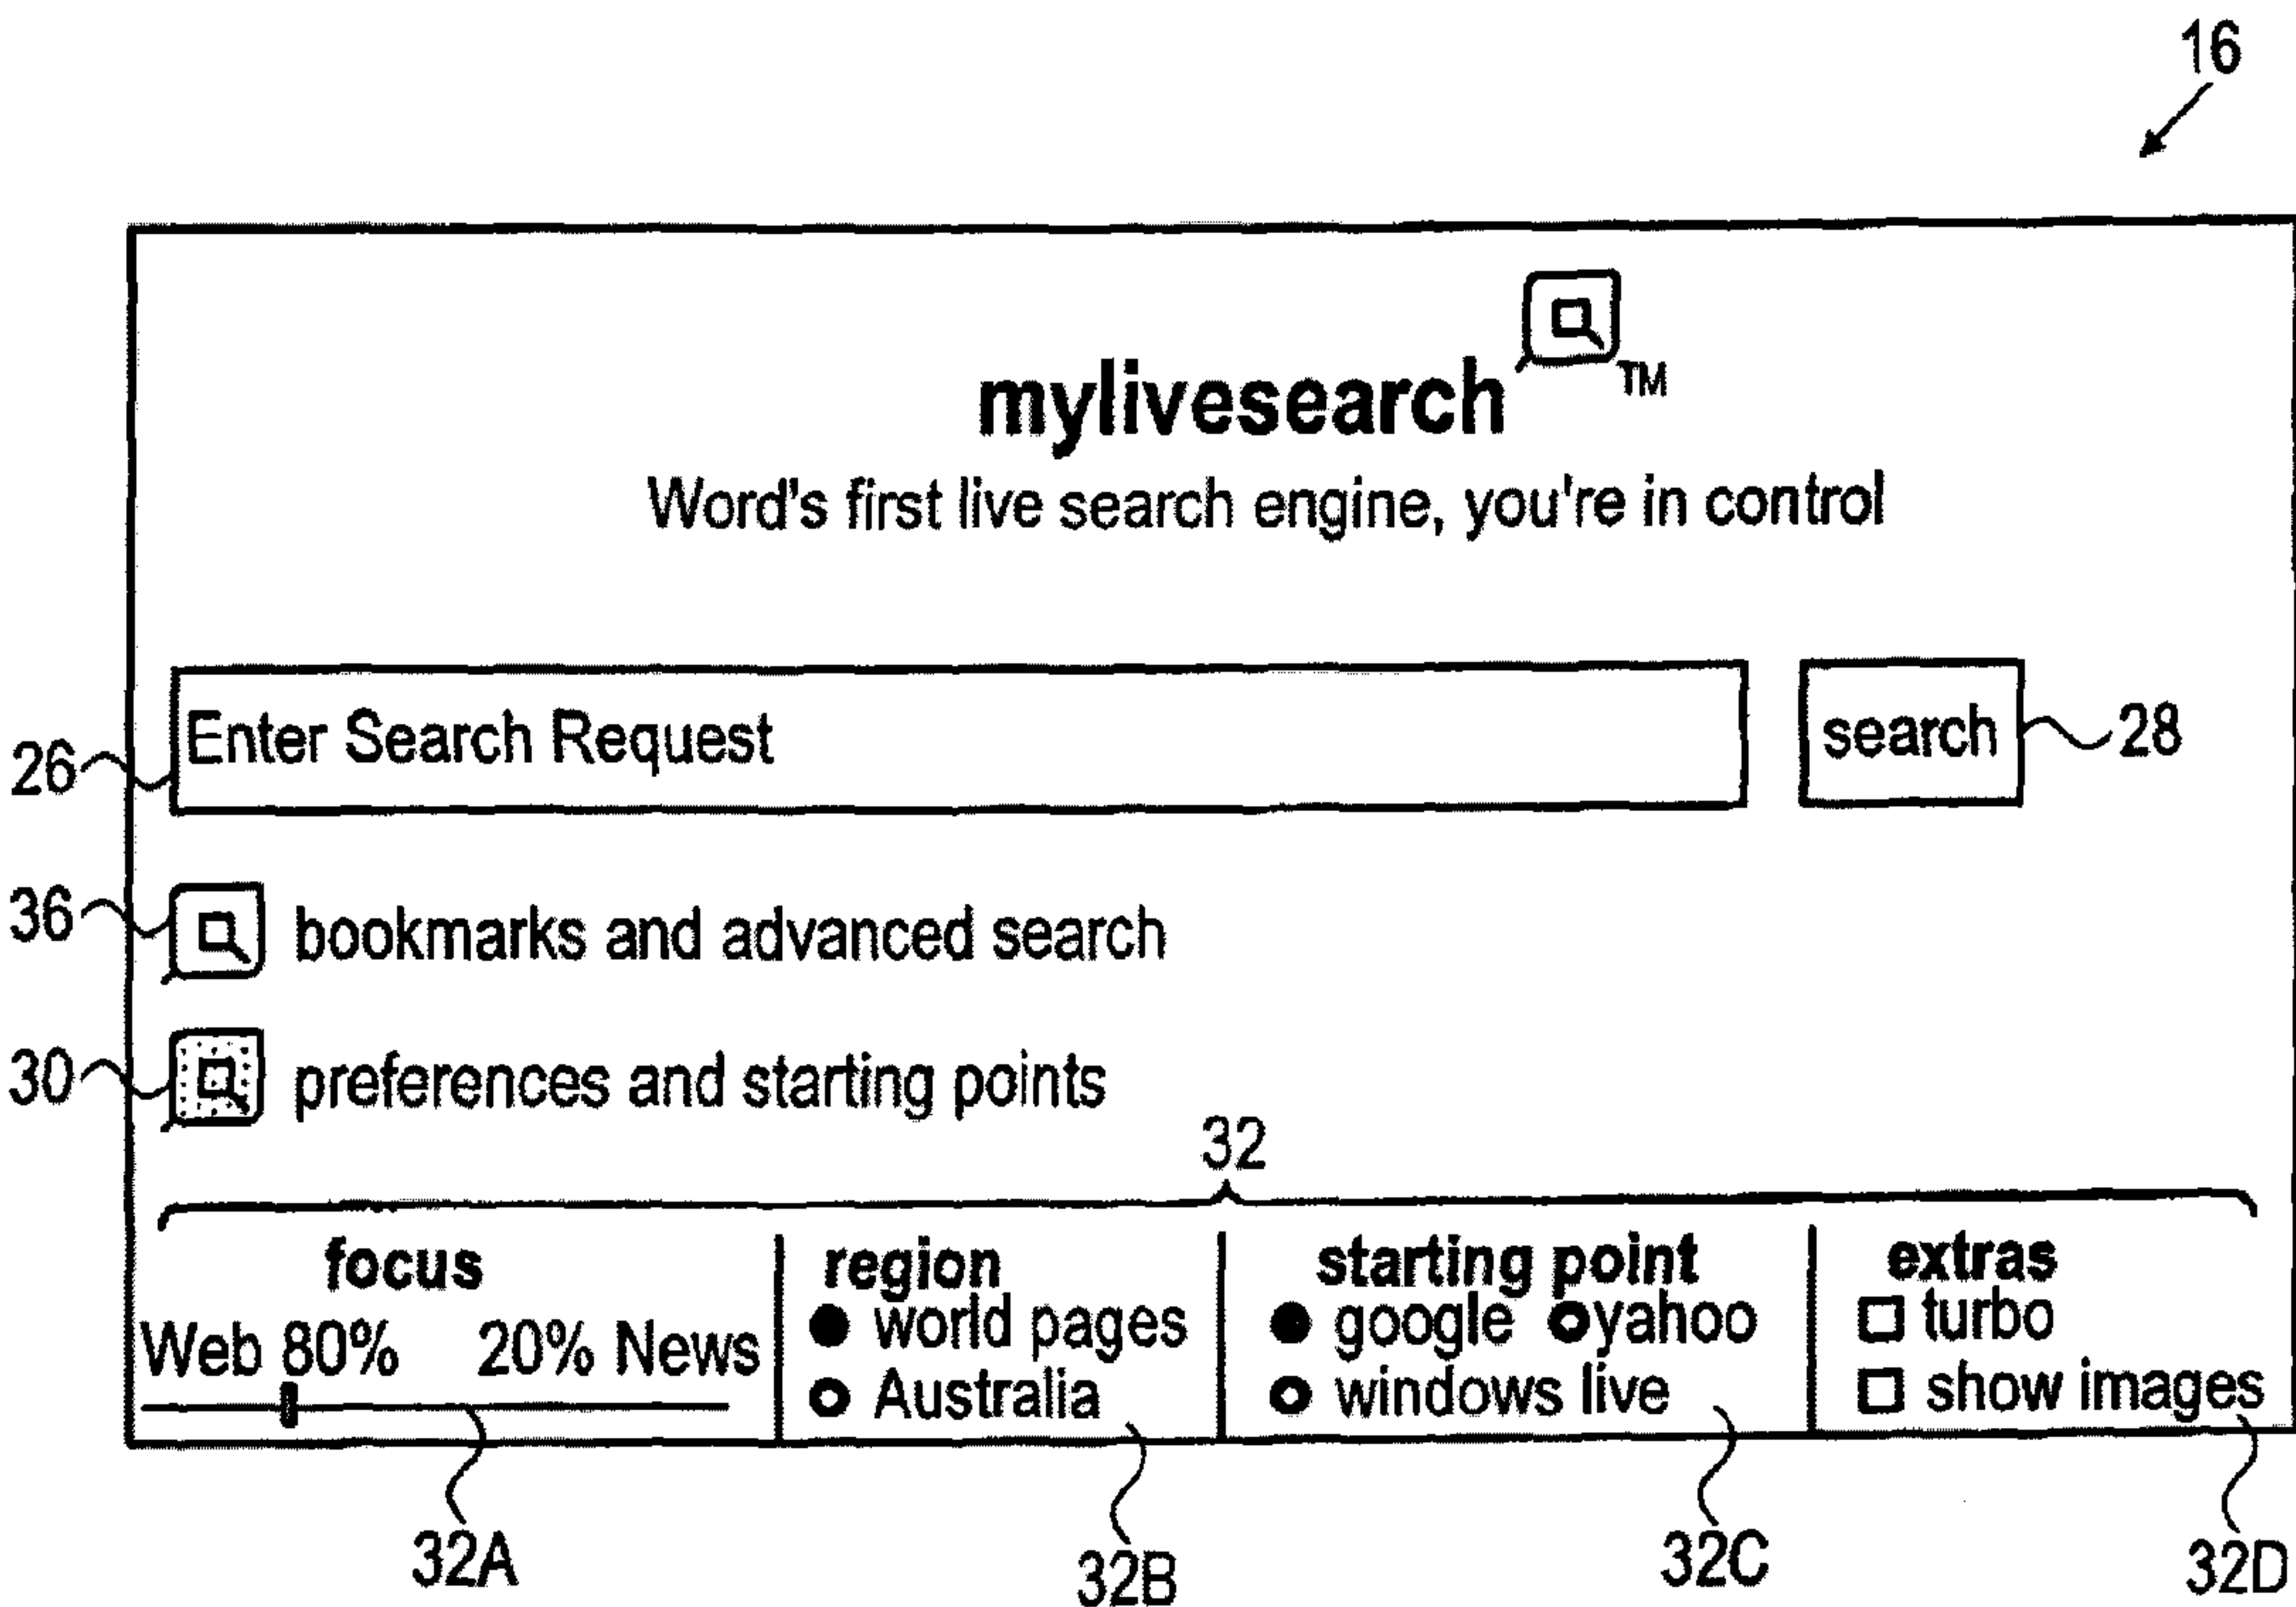 16
mylivesearch TM
Word's first live search engine, you're in control
26 Enter Search Request search 28
36 bookmarks and advanced search
30 preferences and starting points
32
focus region starting point extras
Web 80% 20% News world pages google yahoo turbo
Australia windows live show images
32A 32B 32C 32D